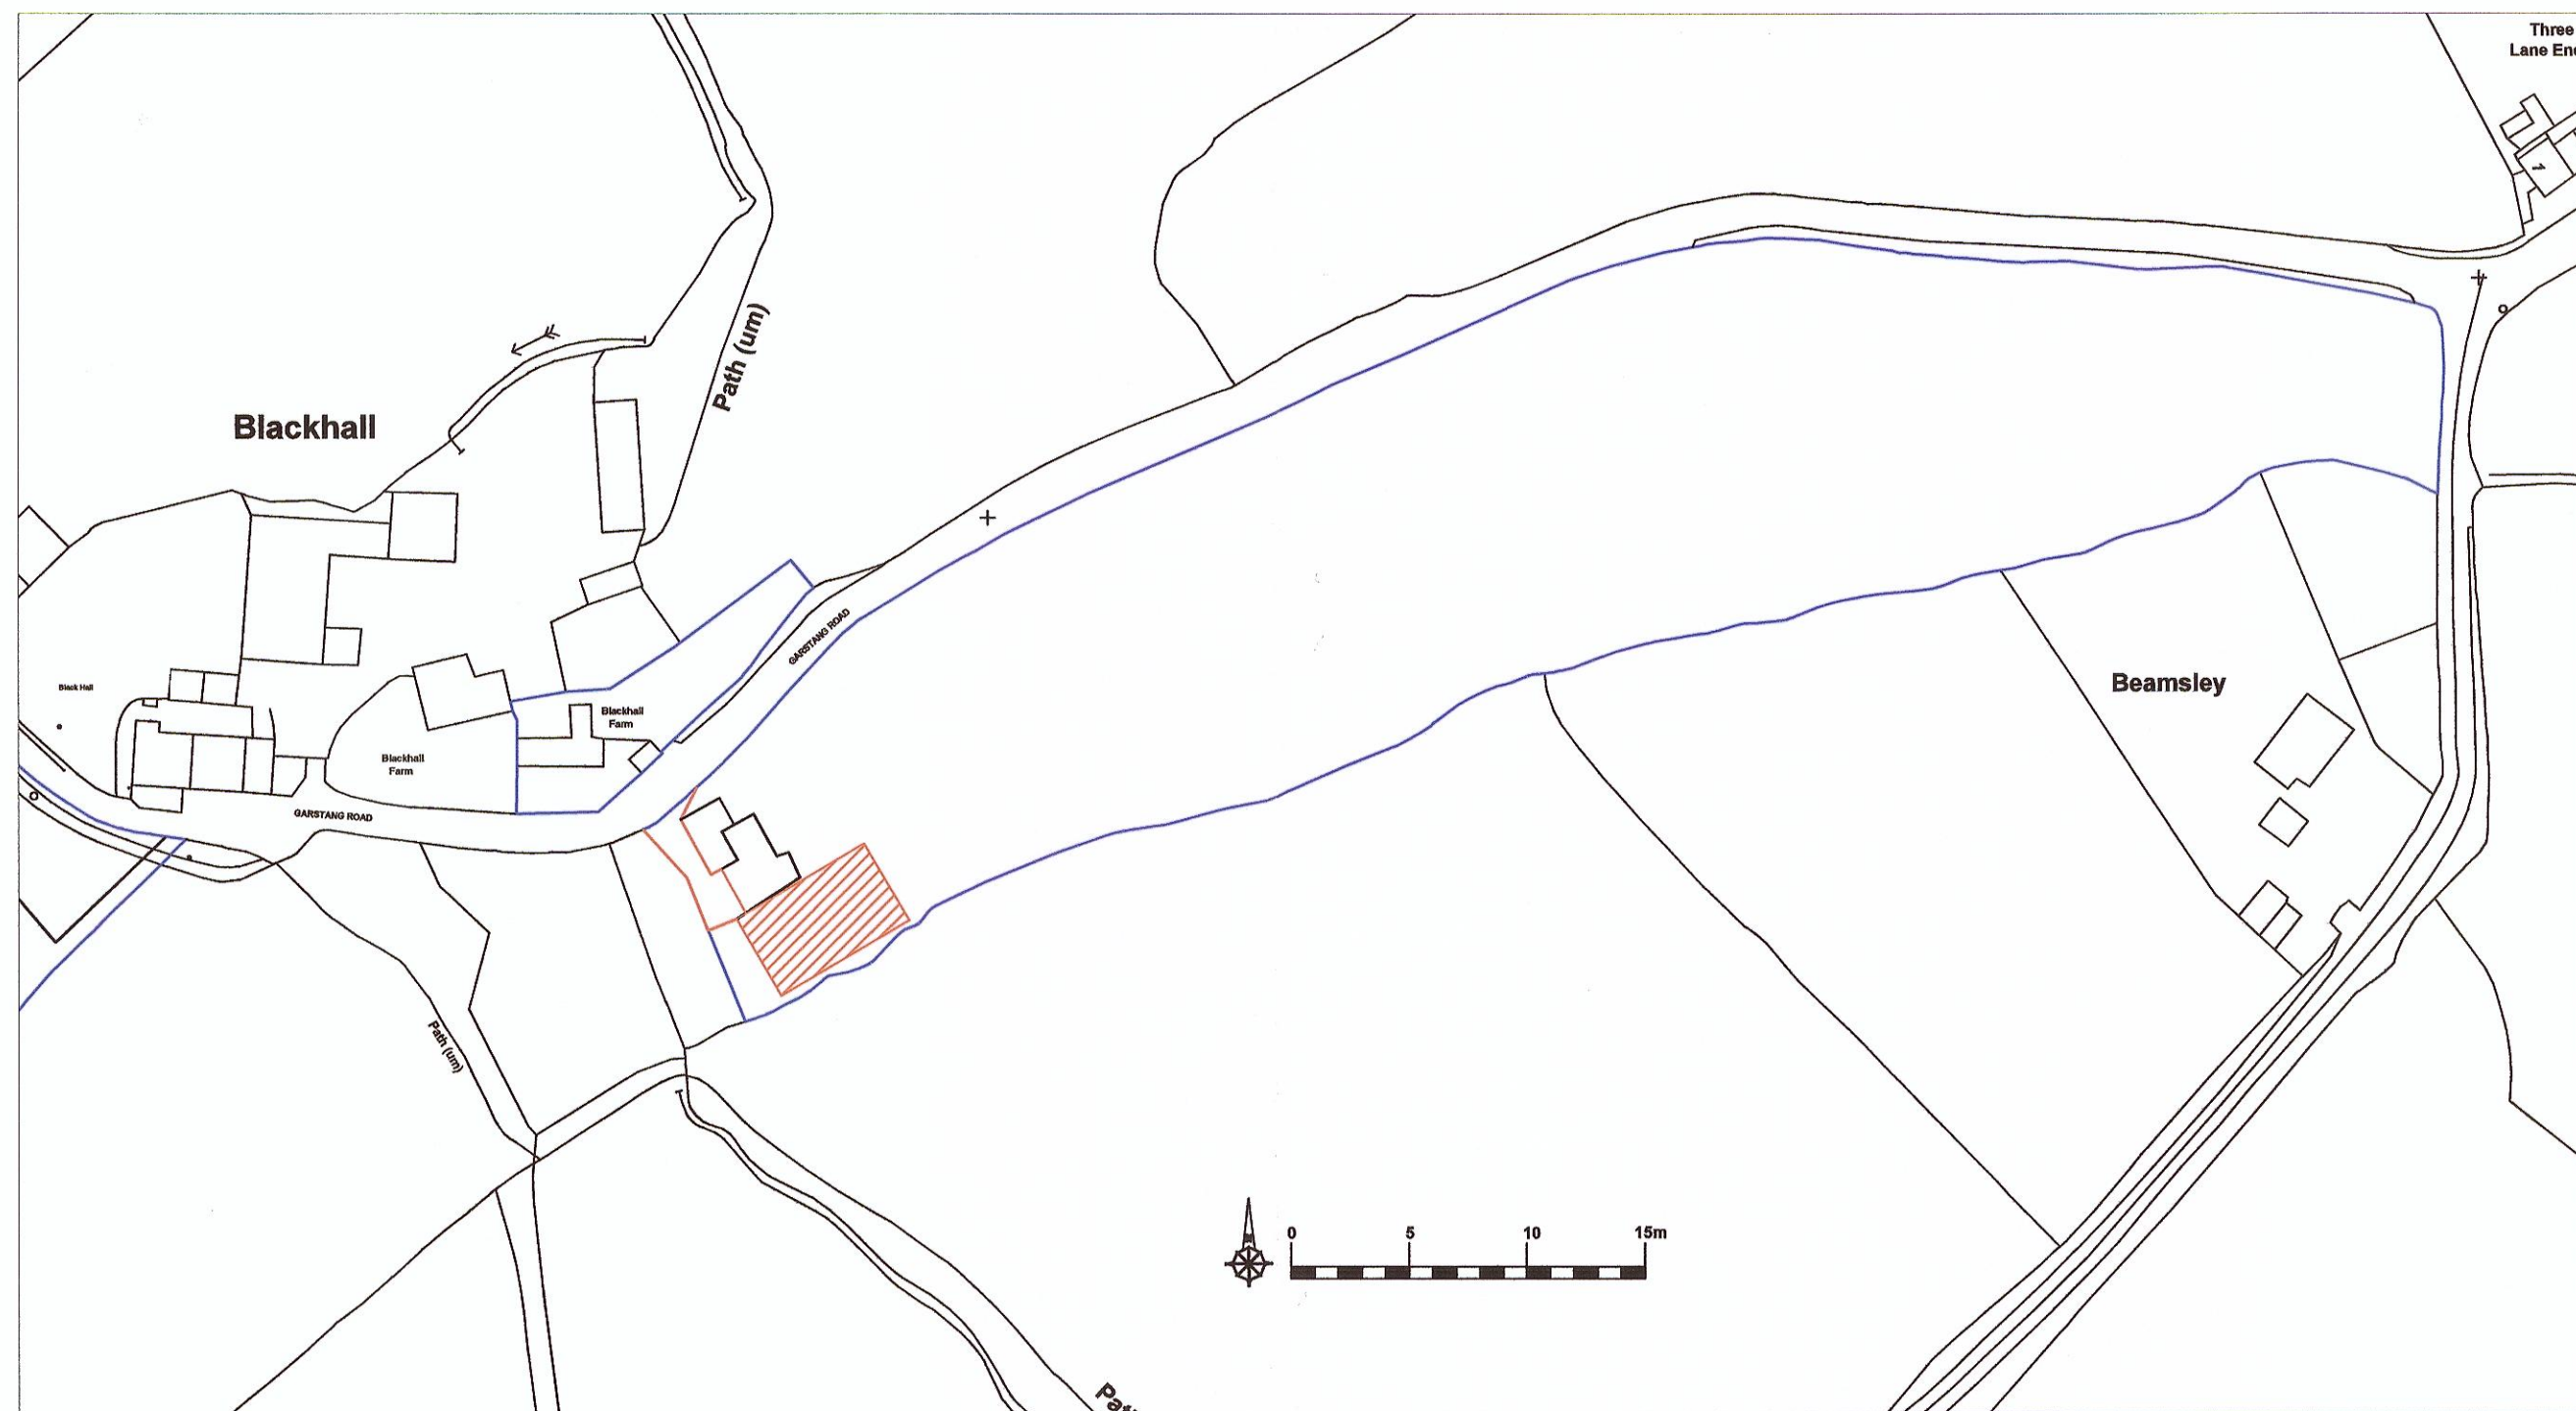 Three
Lane
1
Path (um)
Blackhall
GARSTANG ROAD
Black Hall
Blackhall
Farm
Blackhall
Farm
GARSTANG ROAD
Beamsley
Path (um)
0 5 10 15m